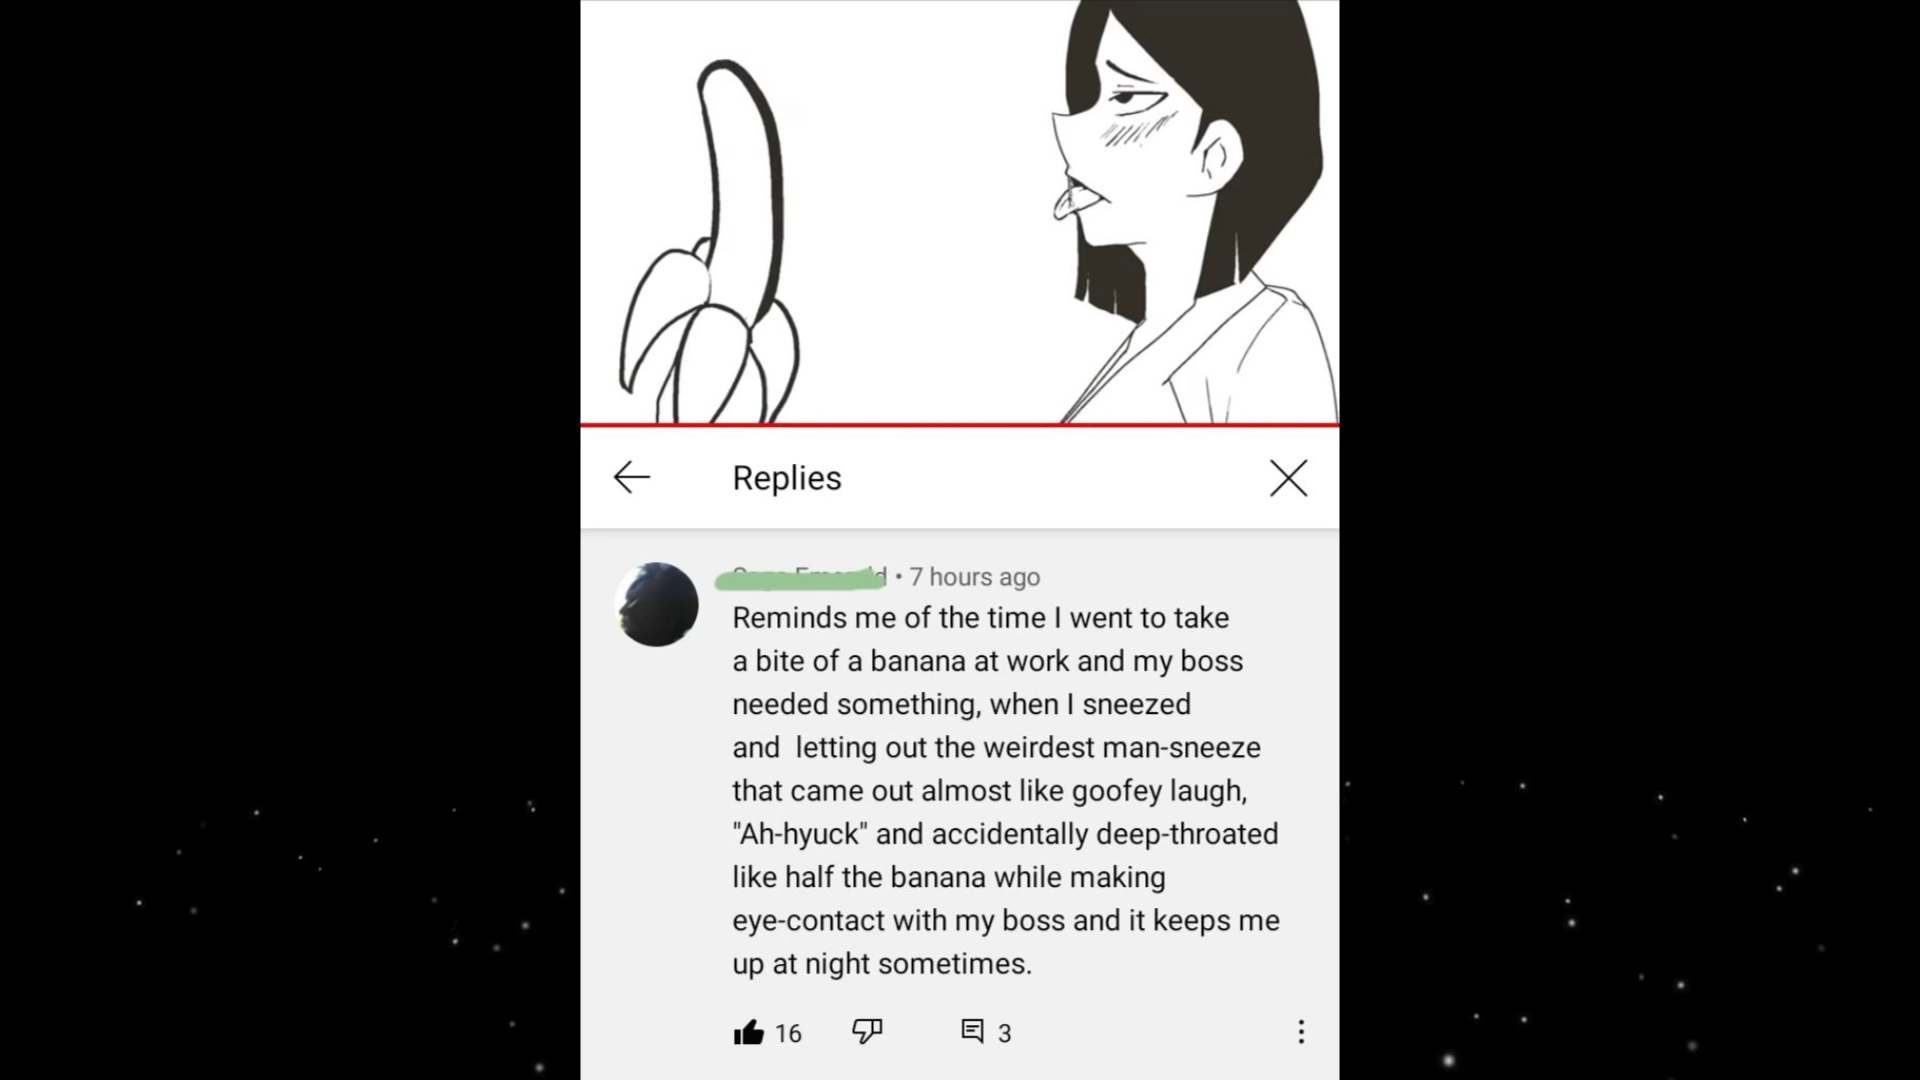 Replies
• 7 hours ago
Reminds me of the time I went to take
a bite of a banana at work and my boss
needed something, when I sneezed
and  letting out the weirdest man-sneeze
that came out almost like goofey laugh,
"Ah-hyuck" and accidentally deep-throated
like half the banana while making
eye-contact with my boss and it keeps me
up at night sometimes.
16
3